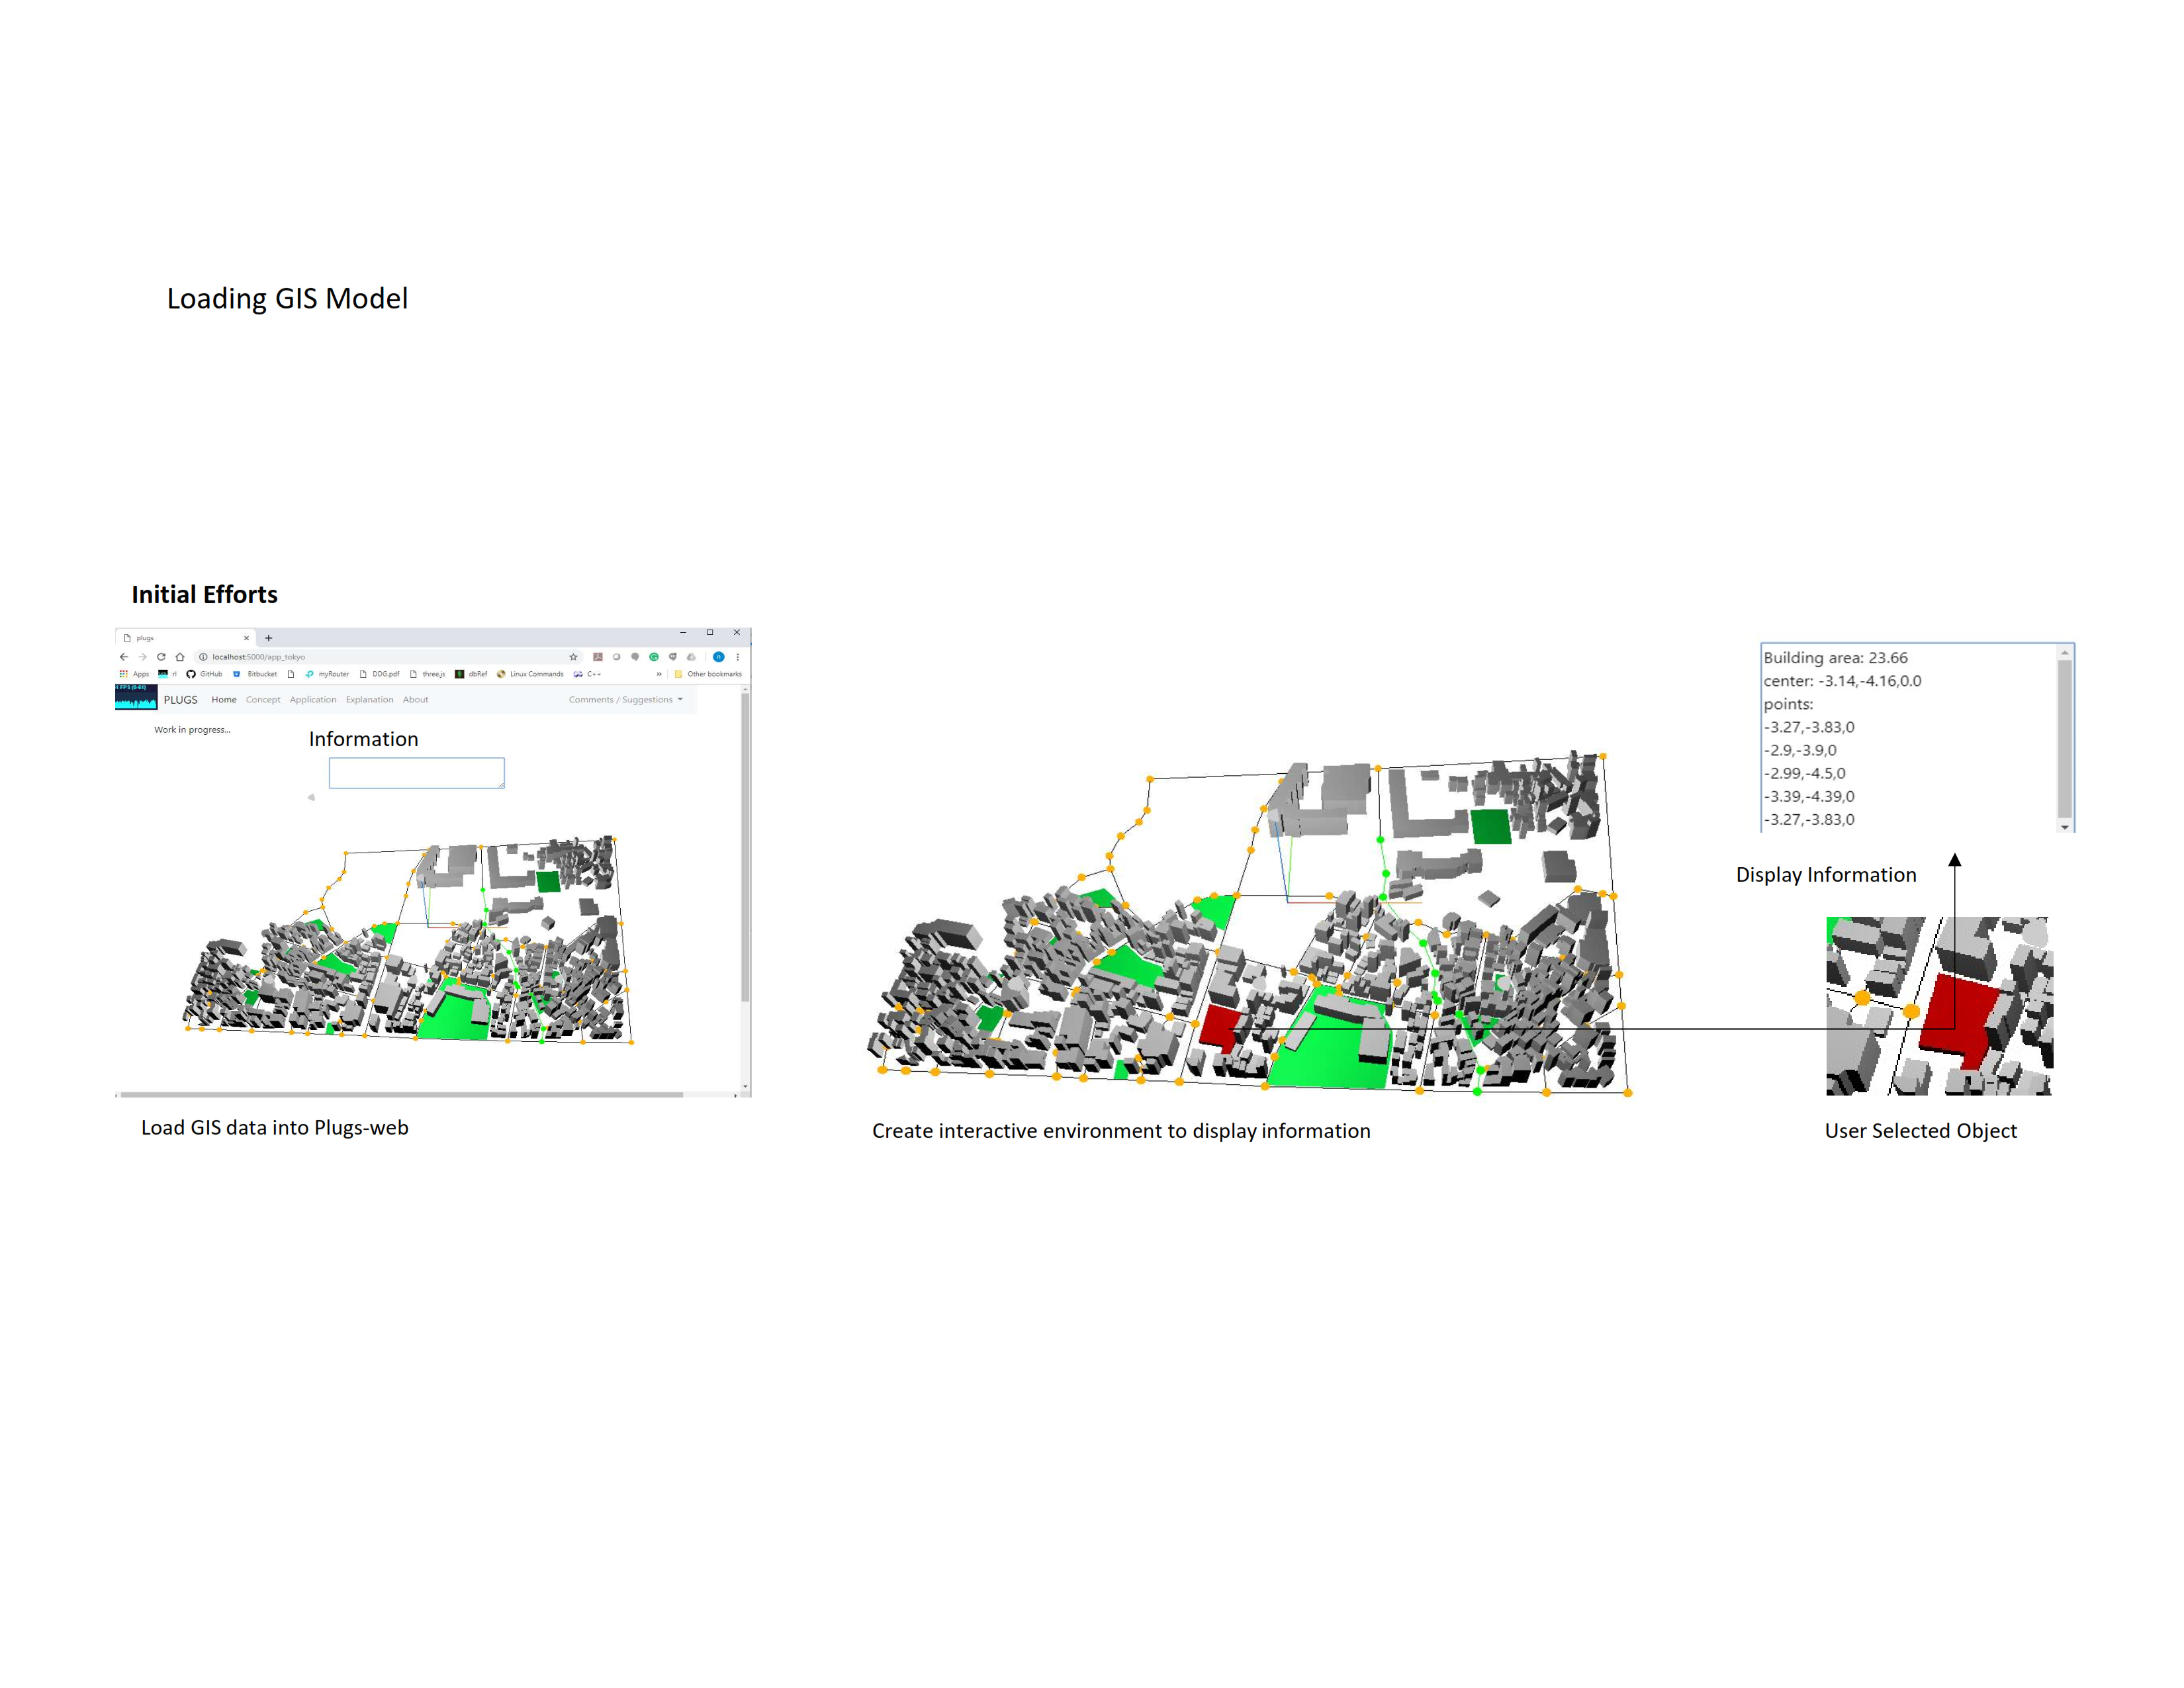 Loading GIS Model
Initial Efforts
plugs
localhost:5000/app_tokyo
Apps rl GitHub Bitbucket myRouter DDG.pdf three.js dbRef Linux Commands C++ » Other bookmarks
PLUGS Home Concept Application Explanation About Comments / Suggestions
Work in progress...
Information
Load GIS data into Plugs-web
Create interactive environment to display information
Building area: 23.66
center: -3.14,-4.16,0.0
points:
-3.27,-3.83,0
-2.9,-3.9,0
-2.99,-4.5,0
-3.39,-4.39,0
-3.27,-3.83,0
Display Information
User Selected Object